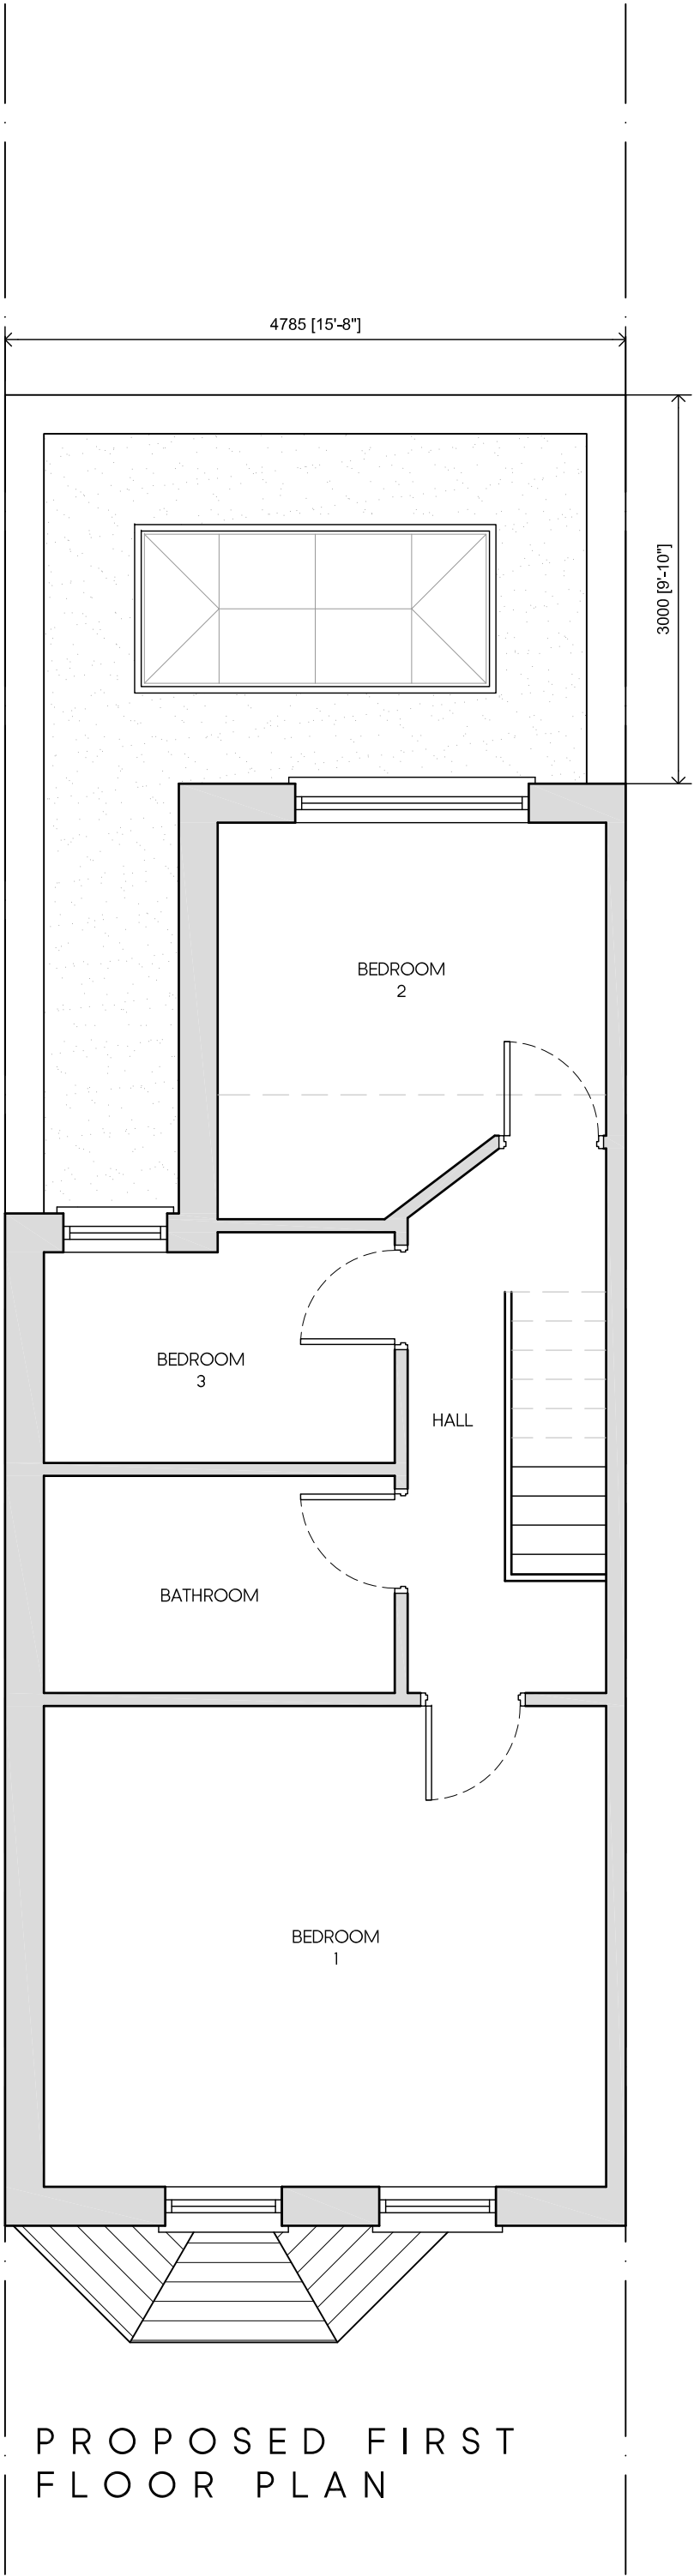 4785 [15'-8"]
3000 [9'-10"]
BEDROOM
2
BEDROOM
3
HALL
BATHROOM
BEDROOM
1
PROPOSED FIRST
FLOOR PLAN